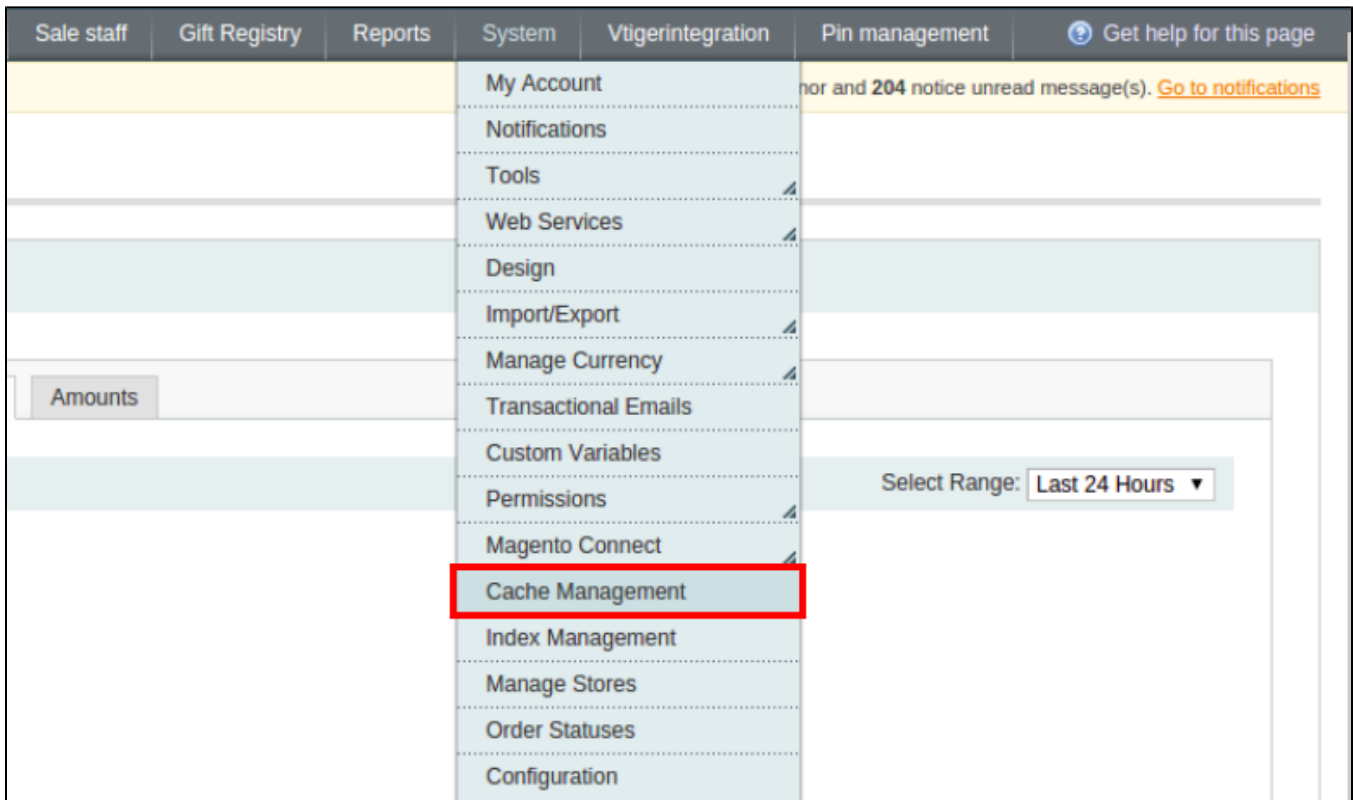 Sale staff Gift Registry Reports System Vtigerintegration Pin management Get help for this page
and 204 notice unread message(s). Go to notifications
My Account
Notifications
Tools
Web Services
Design
Import/Export
Manage Currency
Amounts
Transactional Emails
Custom Variables
Select Range: Last 24 Hours
Permissions
Magento Connect
Cache Management
Index Management
Manage Stores
Order Statuses
Configuration